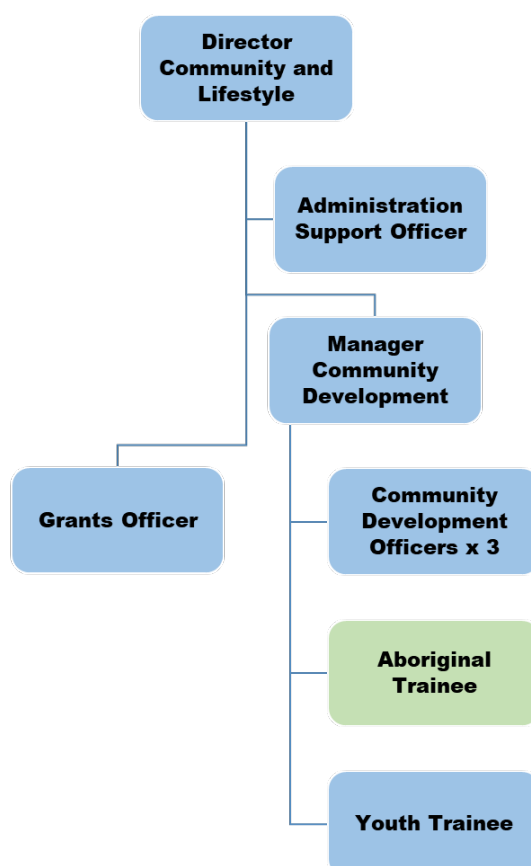 Director
Community and
Lifestyle
Administration
Support Officer
Manager
Community
Development
Grants Officer
Community
Development
Officers x 3
Aboriginal
Trainee
Youth Trainee